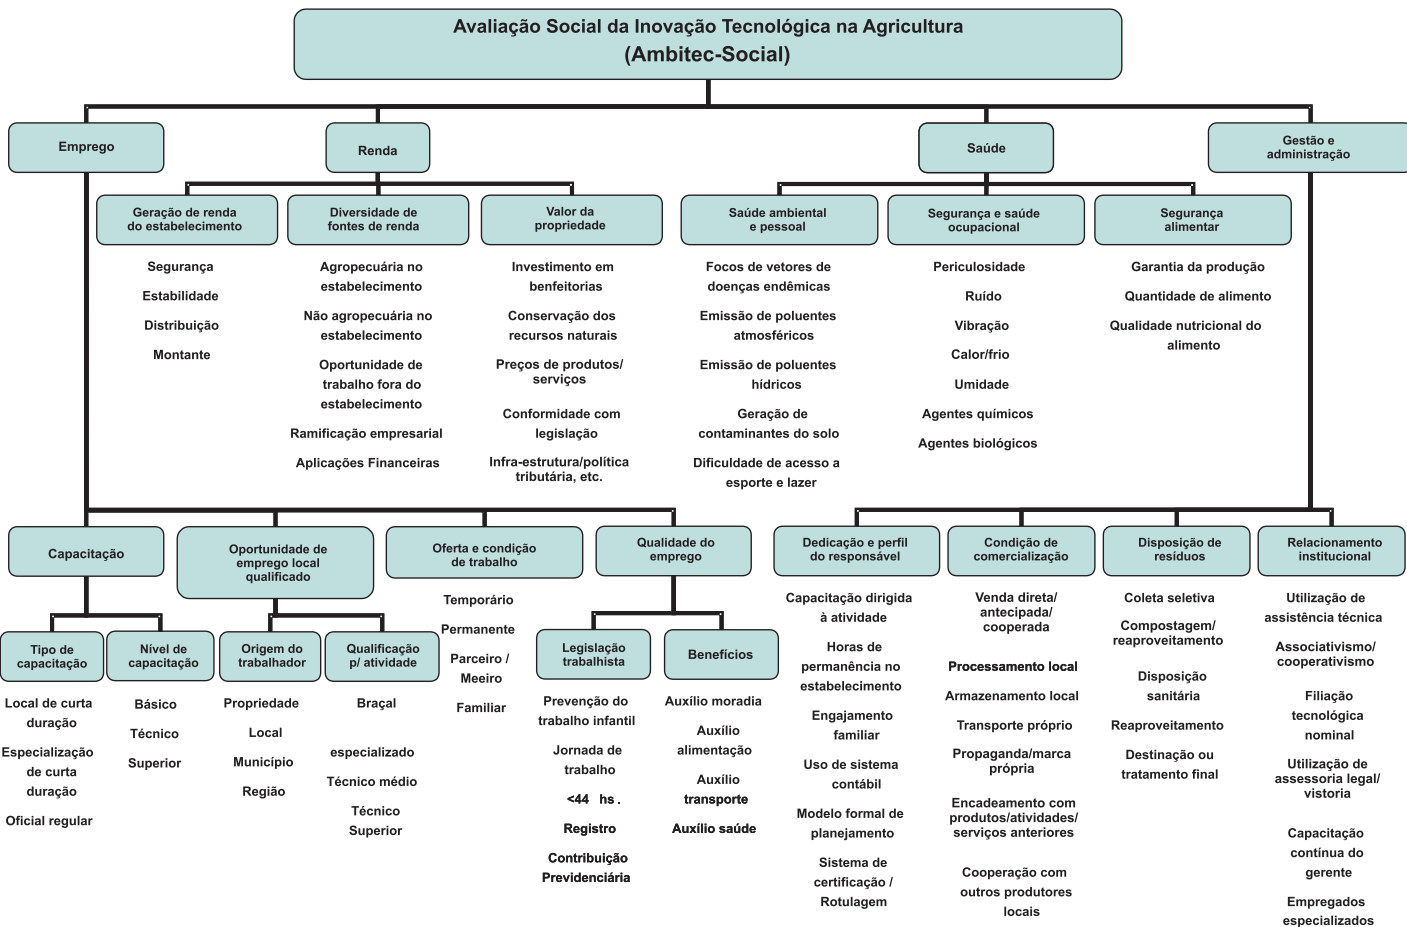 Avaliação Social da Inovação Tecnológica na Agricultura
(Ambitec-Social)
Emprego
Renda
Saúde
Gestão e
administração
Geração de renda
do estabelecimento
Segurança
Estabilidade
Distribuição
Montante
Diversidade de
fontes de renda
Agropecuária no
estabelecimento
Não agropecuária no
estabelecimento
Oportunidade de
trabalho fora do
estabelecimento
Ramificação empresarial
Aplicações Financeiras
Valor da
propriedade
Investimento em
benfeitorias
Conservação dos
recursos naturais
Preços de produtos/
serviços
Conformidade com
legislação
Infra-estrutura/política
tributária, etc.
Saúde ambiental
e pessoal
Focos de vetores de
doenças endêmicas
Emissão de poluentes
atmosféricos
Emissão de poluentes
hídricos
Geração de
contaminantes do solo
Dificuldade de acesso a
esporte e lazer
Segurança e saúde
ocupacional
Periculosidade
Ruído
Vibração
Calor/frio
Umidade
Agentes químicos
Agentes biológicos
Segurança
alimentar
Garantia da produção
Quantidade de alimento
Qualidade nutricional do
alimento
Capacitação
Tipo de
capacitação
Local de curta
duração
Especialização
de curta
duração
Oficial regular
Nível de
capacitação
Básico
Técnico
Superior
Oportunidade de
emprego local
qualificado
Origem do
trabalhador
Propriedade
Local
Município
Região
Qualificação
p/ atividade
Braçal
especializado
Técnico médio
Técnico
Superior
Oferta e condição
de trabalho
Temporário
Permanente
Parceiro /
Meeiro
Familiar
Qualidade do
emprego
Legislação
trabalhista
Prevenção do
trabalho infantil
Jornada de
trabalho
<44 hs .
Registro
Contribuição
Previdenciária
Benefícios
Auxílio moradia
Auxílio
alimentação
Auxílio
transporte
Auxílio saúde
Dedicação e perfil
do responsável
Capacitação dirigida
à atividade
Horas de
permanência no
estabelecimento
Engajamento
familiar
Uso de sistema
contábil
Modelo formal de
planejamento
Sistema de
certificação /
Rotulagem
Condição de
comercialização
Venda direta/
antecipada/
cooperada
Processamento local
Armazenamento local
Transporte próprio
Propaganda/marca
própria
Encadeamento com
produtos/atividades/
serviços anteriores
Cooperação com
outros produtores
locais
Disposição de
resíduos
Coleta seletiva
Compostagem/
reaproveitamento
Disposição
sanitária
Reaproveitamento
Destinação ou
tratamento final
Relacionamento
institucional
Utilização de
assistência técnica
Associativismo/
cooperativismo
Filiação
tecnológica
nominal
Utilização de
assessoria legal/
vistoria
Capacitação
contínua do
gerente
Empregados
especializados